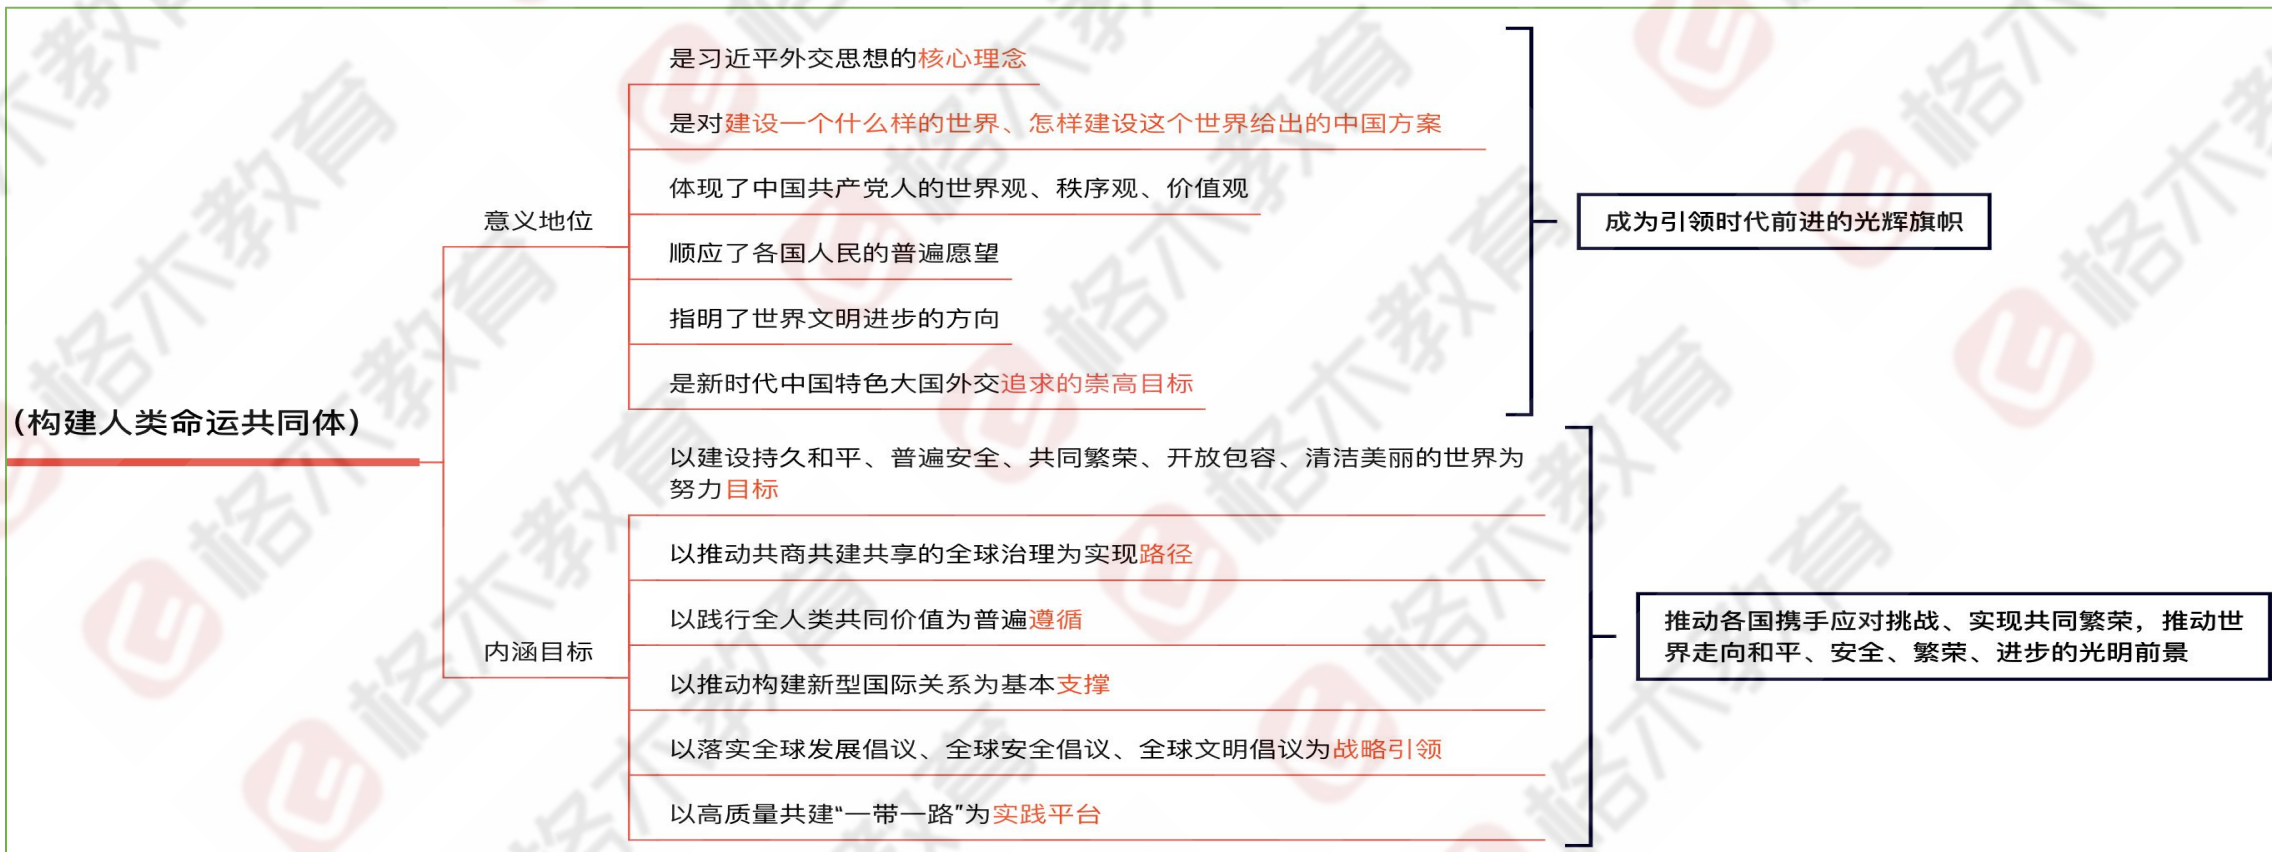 是习近平外交思想的核心理念
是对建设一个什么样的世界、怎样建设这个世界给出的中国方案
体现了中国共产党人的世界观、秩序观、价值观
意义地位
成为引领时代前进的光辉旗帜
顺应了各国人民的普遍愿望
指明了世界文明进步的方向
是新时代中国特色大国外交追求的崇高目标
（构建人类命运共同体）
以建设持久和平、普遍安全、共同繁荣、开放包容、清洁美丽的世界为
努力目标
以推动共商共建共享的全球治理为实现路径
以践行全人类共同价值为普遍遵循
推动各国携手应对挑战、实现共同繁荣，推动世
界走向和平、安全、繁荣、进步的光明前景
内涵目标
以推动构建新型国际关系为基本支撑
以落实全球发展倡议、全球安全倡议、全球文明倡议为战略引领
以高质量共建“一带一路”为实践平台
格木教育